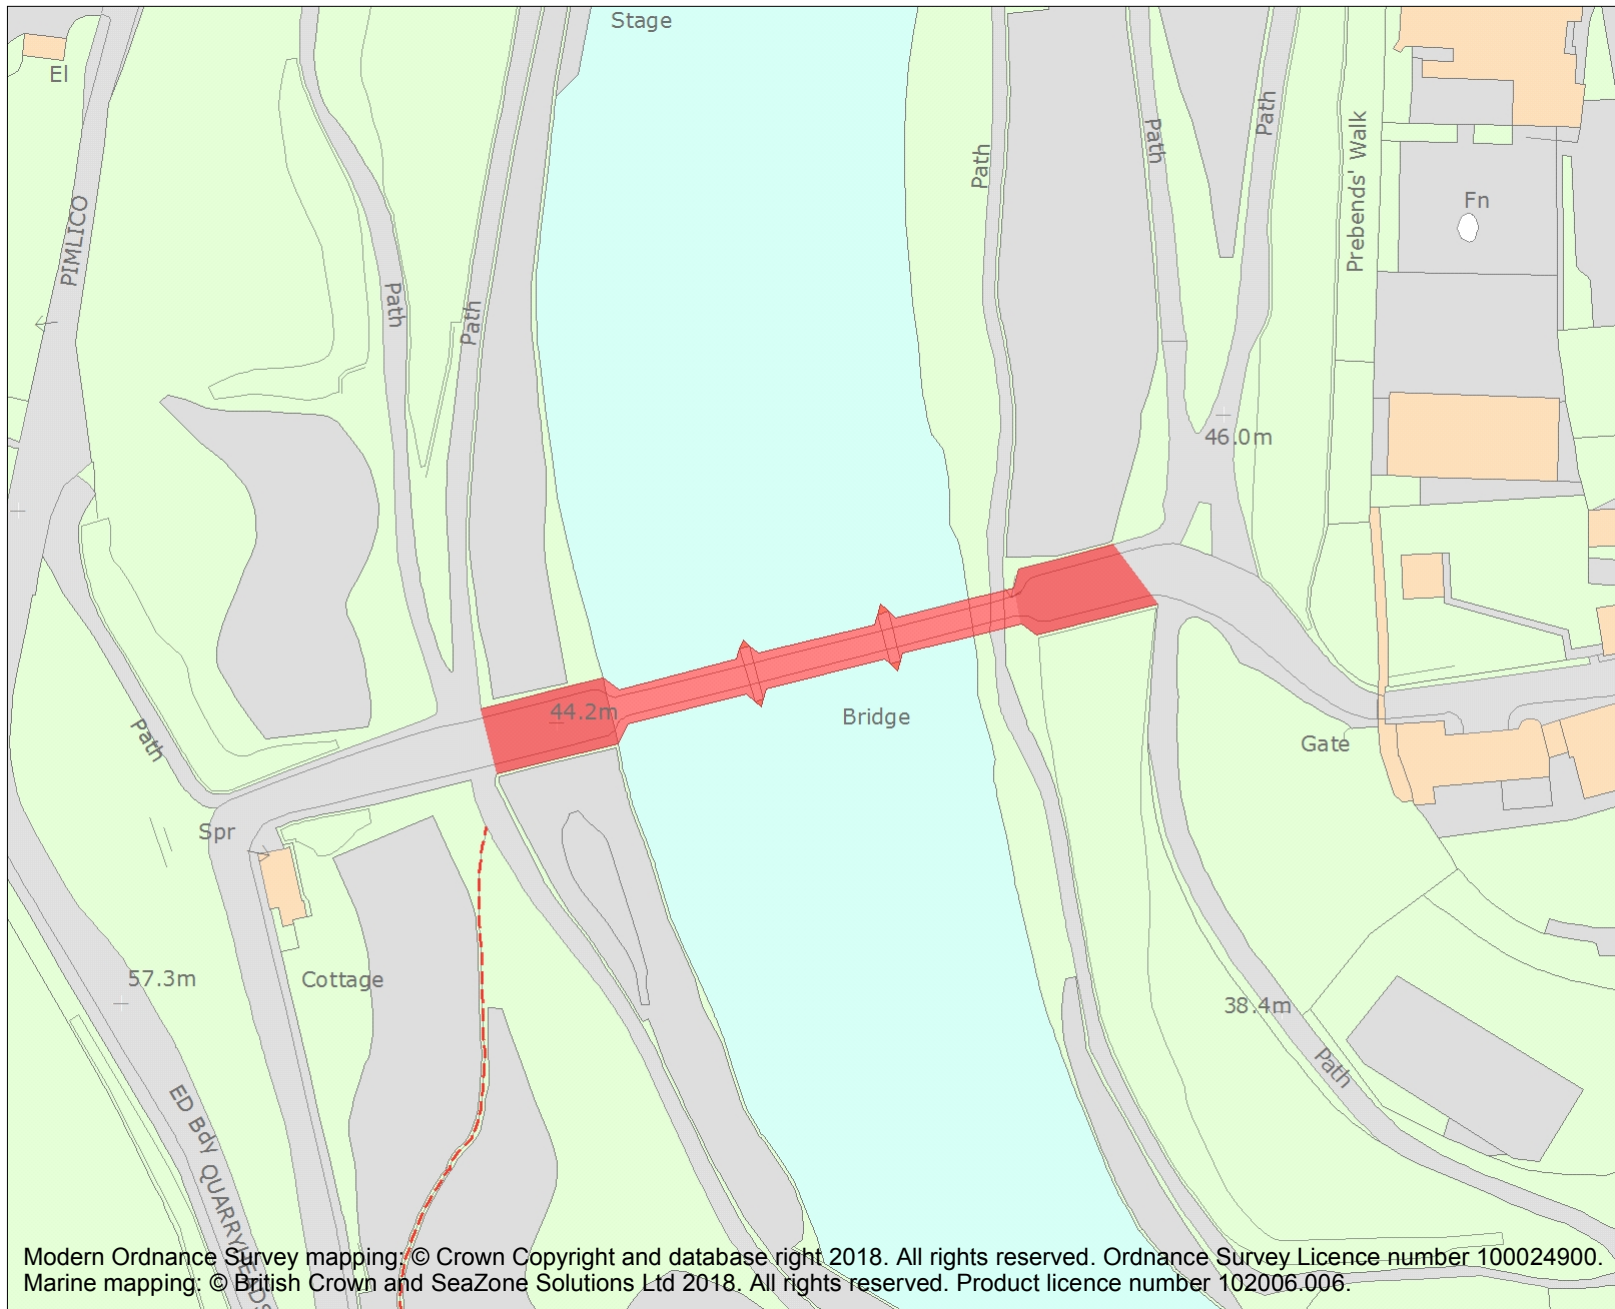 Stage
El
Path
Path
Path
Prebends' Walk
Fn
PIMLICO
Path
Path
46.0m
44.2m
Bridge
Path
Gate
Spr
57.3m
Cottage
38.4m
Path
ED Bdy QUARRYHEADS
Modern Ordnance Survey mapping: © Crown Copyright and database right 2018. All rights reserved. Ordnance Survey Licence number 100024900.
Marine mapping: © British Crown and SeaZone Solutions Ltd 2018. All rights reserved. Product licence number 102006.006.